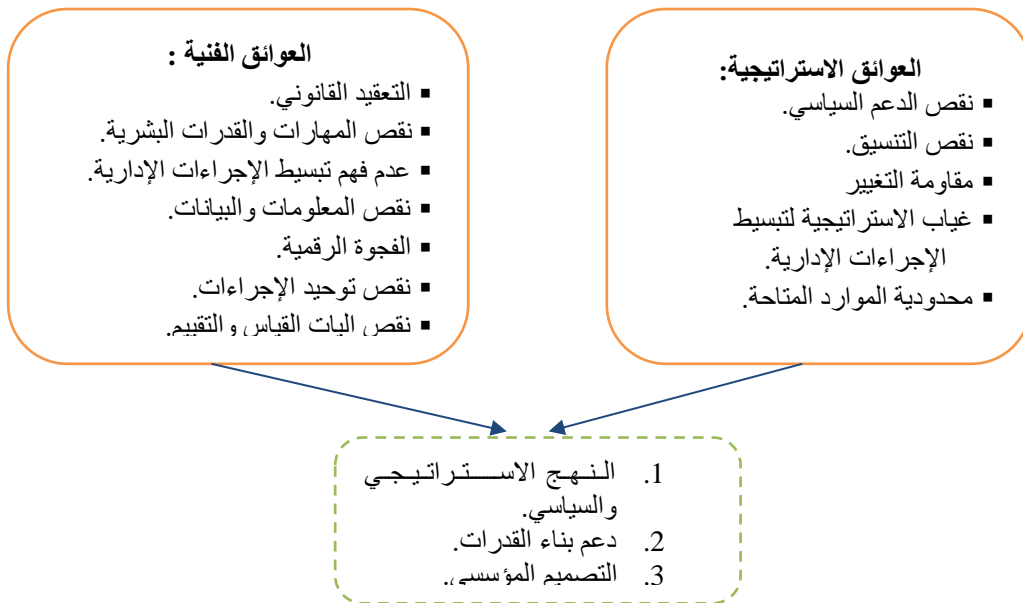 العوائق الاستراتيجية:
▪ نقص الدعم السياسي.
▪ نقص التنسيق.
▪ مقاومة التغيير
▪ غياب الاستراتيجية لتبسيط
الإجراءات الإدارية.
▪ محدودية الموارد المتاحة.
العوائق الفنية :
▪ التعقيد القانوني.
▪ نقص المهارات والقدرات البشرية.
▪ عدم فهم تبسيط الإجراءات الإدارية.
▪ نقص المعلومات والبيانات.
▪ الفجوة الرقمية.
▪ نقص توحيد الإجراءات.
▪ نقص اليات القياس والتقييم.
1. النهج الاستراتيجي
والسياسي.
2. دعم بناء القدرات.
3. التصميم المؤسسي.